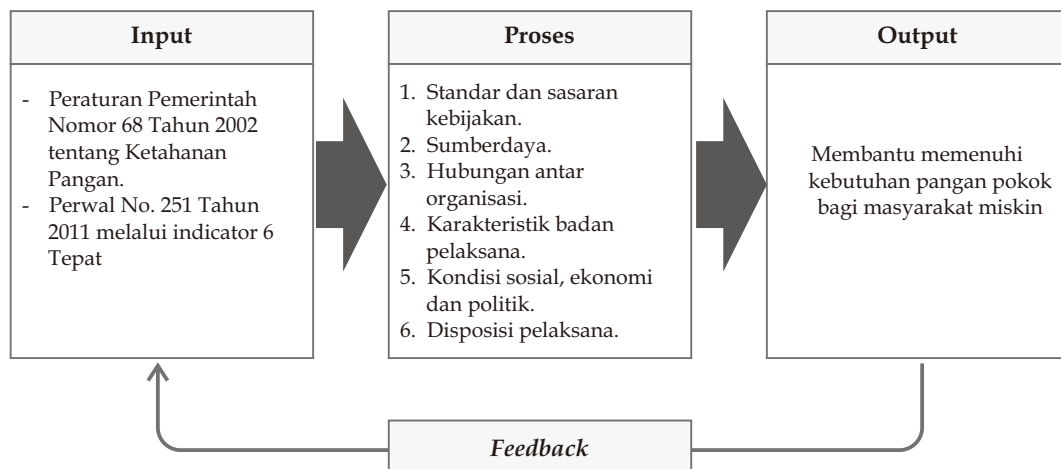 Input
- Peraturan Pemerintah
Nomor 68 Tahun 2002
tentang Ketahanan
Pangan.
- Perwal No. 251 Tahun
2011 melalui indicator 6
Tepat
Proses
1. Standar dan sasaran
kebijakan.
2. Sumberdaya.
3. Hubungan antar
organisasi.
4. Karakteristik badan
pelaksana.
5. Kondisi sosial, ekonomi
dan politik.
6. Disposisi pelaksana.
Output
Membantu memenuhi
kebutuhan pangan pokok
bagi masyarakat miskin
Feedback